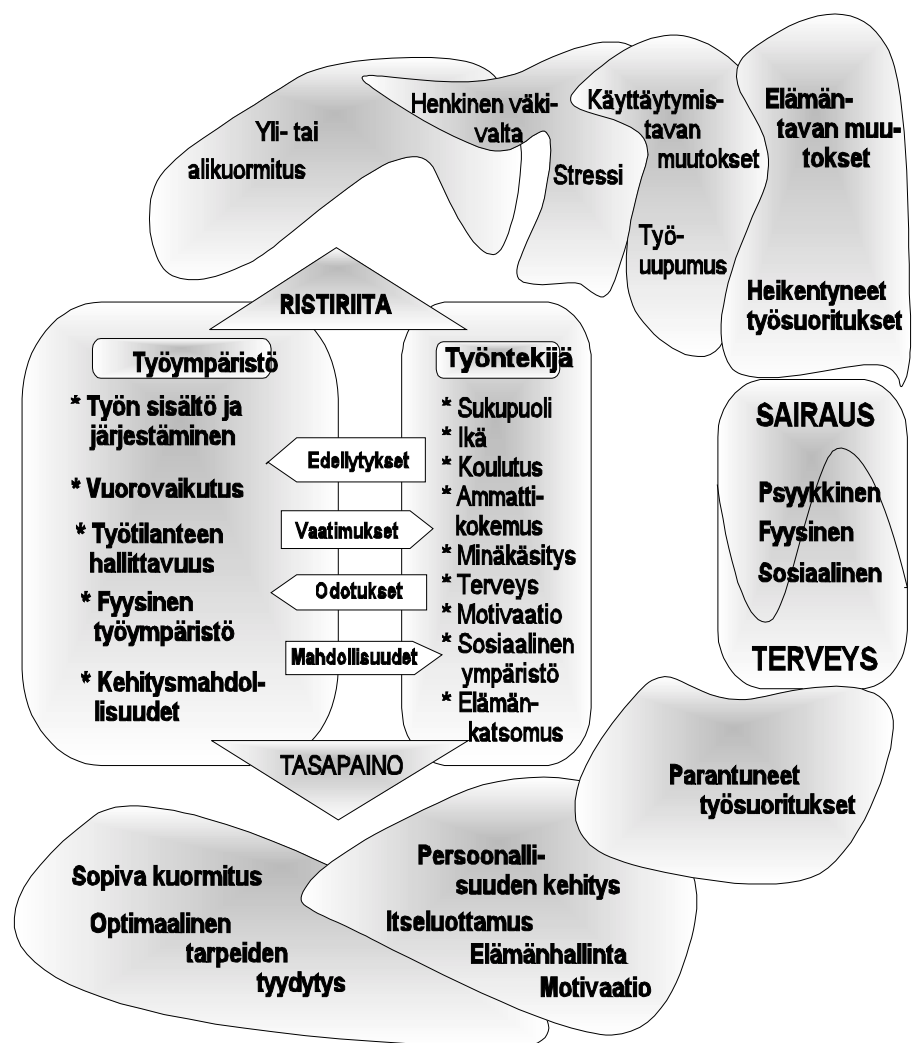 Yli- tai
alikuormitus
Henkinen väki-
valta
Stressi
Käyttäytymis-
tavan
muutokset
Työ-
uupumus
Elämän-
tavan muu-
tokset
Heikentyneet
työsuoritukset
RISTIRIITA
Työympäristö
* Työn sisältö ja
järjestäminen
* Vuorovaikutus
* Työtilanteen
hallittavuus
* Fyysinen
työympäristö
* Kehitysmahdol-
lisuudet
Edellytykset
Vaatimukset
Odotukset
Mahdollisuudet
Työntekijä
* Sukupuoli
* Ikä
* Koulutus
* Ammatti-
kokemus
* Minäkäsitys
* Terveys
* Motivaatio
* Sosiaalinen
ympäristö
* Elämän-
katsomus
TASAPAINO
SAIRAUS
Psyykkinen
Fyysinen
Sosiaalinen
TERVEYS
Parantuneet
työsuoritukset
Sopiva kuormitus
Optimaalinen
tarpeiden
tyydytys
Persoonalli-
suuden kehitys
Itseluottamus
Elämänhallinta
Motivaatio